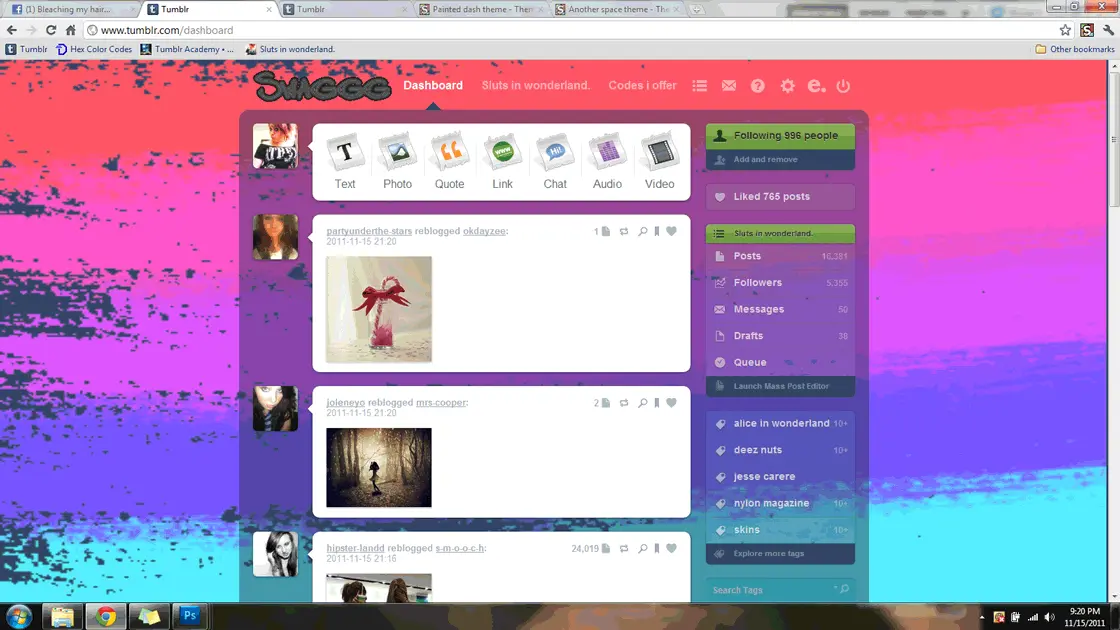 (1) Bleaching my hair...
Tumblr
Tumblr
Painted dash theme - Them
Another space theme - The
www.tumblr.com/dashboard
Tumblr
Hex Color Codes
Tumblr Academy • ...
Sluts in wonderland.
Other bookmarks
SWAGGG
Dashboard
Sluts in wonderland.
Codes i offer
Text
Photo
Quote
Link
Chat
Audio
Video
T
www
Hi!
partyunderthe-stars reblogged okdayzee:
1
2011-11-15 21:20
joleneyo reblogged mrs-cooper:
2
2011-11-15 21:20
hipster-landd reblogged s-m-o-o-c-h:
24,019
2011-11-15 21:16
Following 996 people
Add and remove
Liked 765 posts
Sluts in wonderland.
Posts 16,381
Followers 5,355
Messages 50
Drafts 38
Queue
Launch Mass Post Editor
alice in wonderland 10+
deez nuts 10+
jesse carere
nylon magazine 10+
skins 10+
Explore more tags
Search Tags
Ps
9:20 PM
11/15/2011